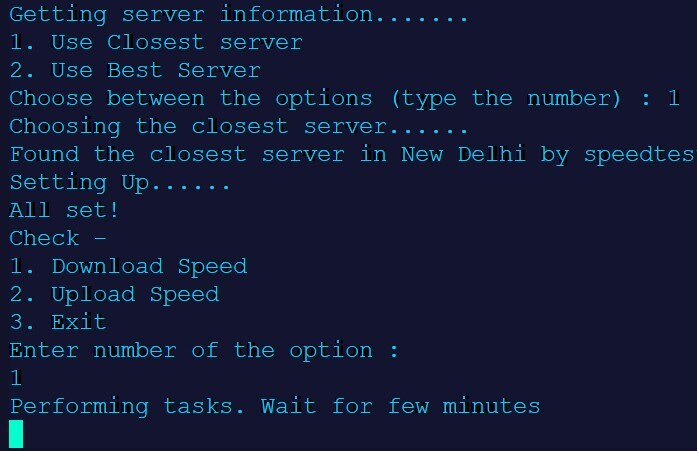 Getting server information.......
1. Use Closest server
2. Use Best Server
Choose between the options (type the number) : 1
Choosing the closest server......
Found the closest server in New Delhi by speedtes
Setting Up......
All set!
Check -
1. Download Speed
2. Upload Speed
3. Exit
Enter number of the option :
1
Performing tasks. Wait for few minutes